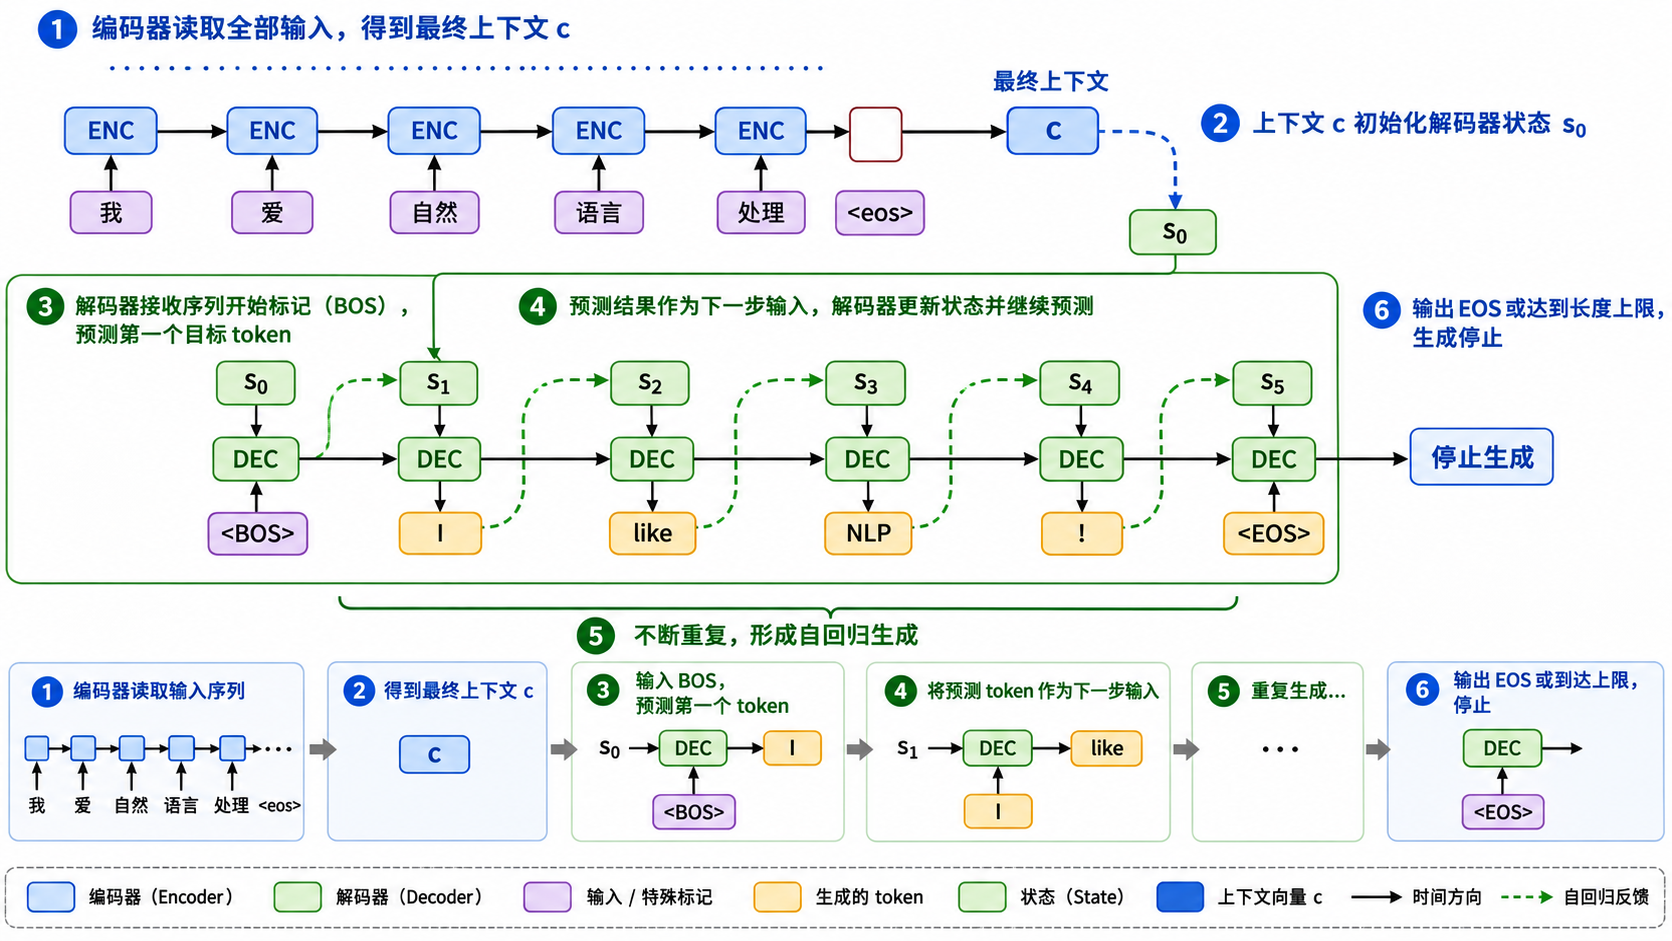 1 编码器读取全部输入，得到最终上下文 c
最终上下文
ENC ENC ENC ENC ENC c
2 上下文 c 初始化解码器状态 s₀
我 爱 自然 语言 处理 <eos>
s₀
3 解码器接收序列开始标记（BOS），
预测第一个目标 token
4 预测结果作为下一步输入，解码器更新状态并继续预测
6 输出 EOS 或达到长度上限，
生成停止
s₀ s₁ s₂ s₃ s₄ s₅
DEC DEC DEC DEC DEC DEC 停止生成
<BOS> I like NLP ! <EOS>
5 不断重复，形成自回归生成
1 编码器读取输入序列
我 爱 自然 语言 处理 <eos>
2 得到最终上下文 c
c
3 输入 BOS，
预测第一个 token
s₀ DEC I
<BOS>
4 将预测 token 作为下一步输入
s₁ DEC like
I
5 重复生成...
...
6 输出 EOS 或到达上限，
停止
DEC
<EOS>
编码器（Encoder） 解码器（Decoder） 输入 / 特殊标记 生成的 token 状态（State） 上下文向量 c 时间方向 自回归反馈